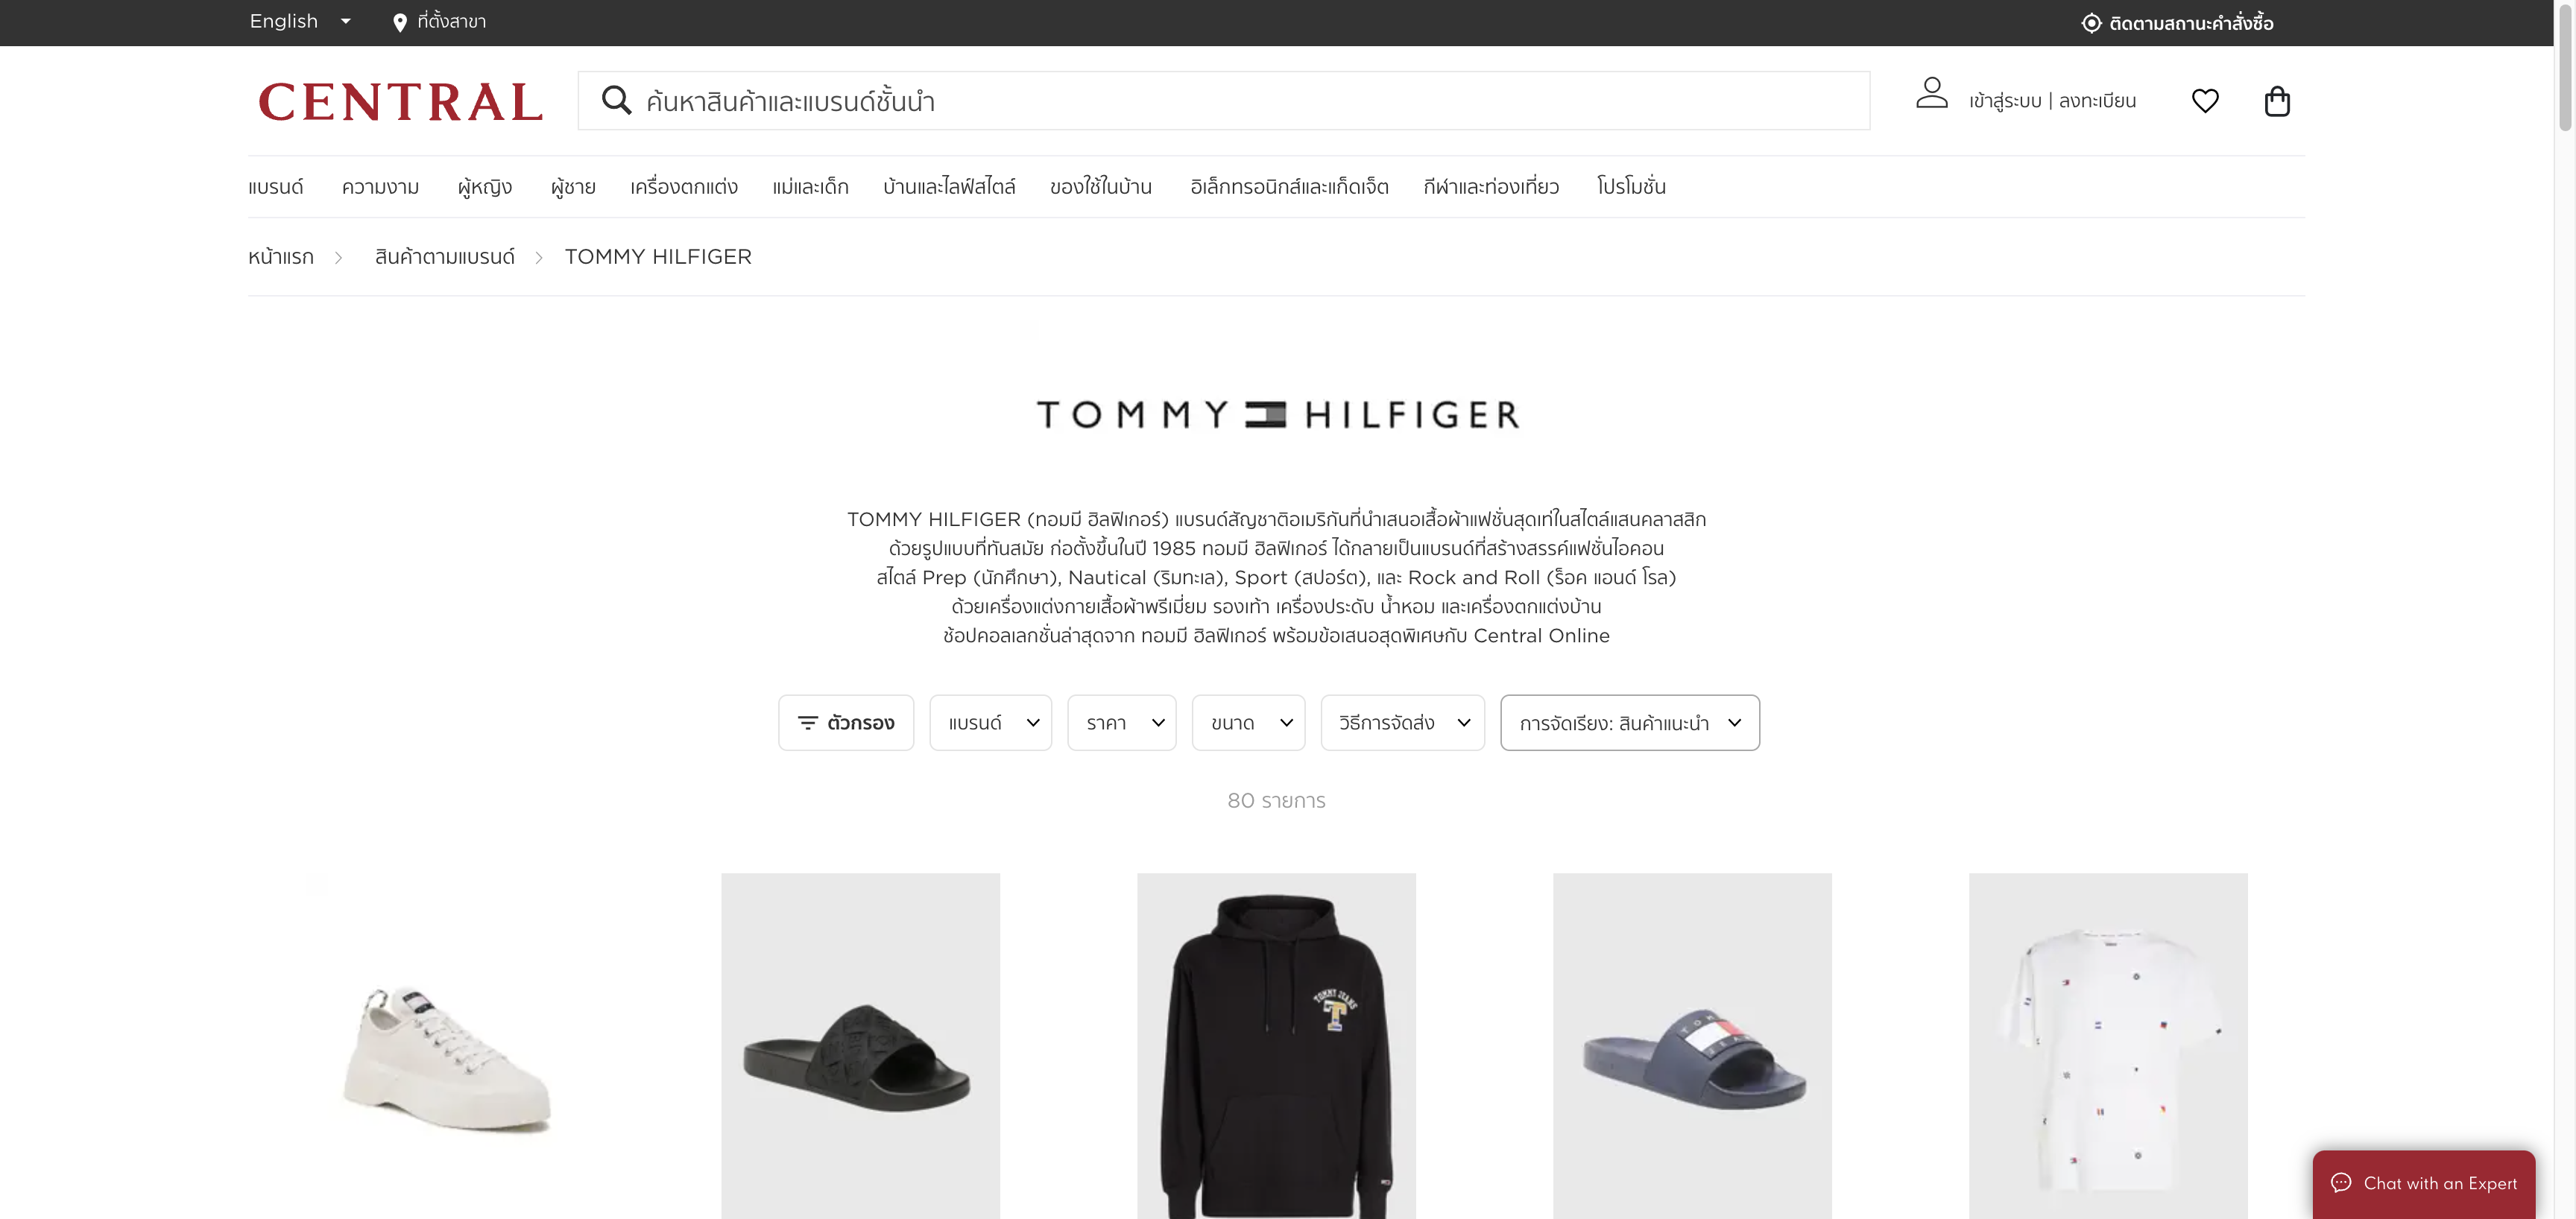 English
ที่ตั้งสาขา
ติดตามสถานะคำสั่งซื้อ
CENTRAL
ค้นหาสินค้าและแบรนด์ชั้นนำ
เข้าสู่ระบบ | ลงทะเบียน
แบรนด์ ความงาม ผู้หญิง ผู้ชาย เครื่องตกแต่ง แม่และเด็ก บ้านและไลฟ์สไตล์ ของใช้ในบ้าน อิเล็กทรอนิกส์และแก็ดเจ็ต กีฬาและท่องเที่ยว โปรโมชั่น
หน้าแรก สินค้าตามแบรนด์ TOMMY HILFIGER
TOMMY HILFIGER
TOMMY HILFIGER (ทอมมี่ ฮิลฟิเกอร์) แบรนด์สัญชาติอเมริกันที่นำเสนอเสื้อผ้าแฟชั่นสุดเท่ในสไตล์แสนคลาสสิก
ด้วยรูปแบบที่ทันสมัย ก่อตั้งขึ้นในปี 1985 ทอมมี่ ฮิลฟิเกอร์ ได้กลายเป็นแบรนด์ที่สร้างสรรค์แฟชั่นไอคอน
สไตล์ Prep (นักศึกษา), Nautical (ริมทะเล), Sport (สปอร์ต), และ Rock and Roll (ร็อค แอนด์ โรล)
ด้วยเครื่องแต่งกายเสื้อผ้าพรีเมี่ยม รองเท้า เครื่องประดับ น้ำหอม และเครื่องตกแต่งบ้าน
ช้อปคอลเลกชั่นล่าสุดจาก ทอมมี่ ฮิลฟิเกอร์ พร้อมข้อเสนอสุดพิเศษกับ Central Online
ตัวกรอง แบรนด์ ราคา ขนาด วิธีการจัดส่ง การจัดเรียง: สินค้าแนะนำ
80 รายการ
TOMMY JEANS
T
Chat with an Expert